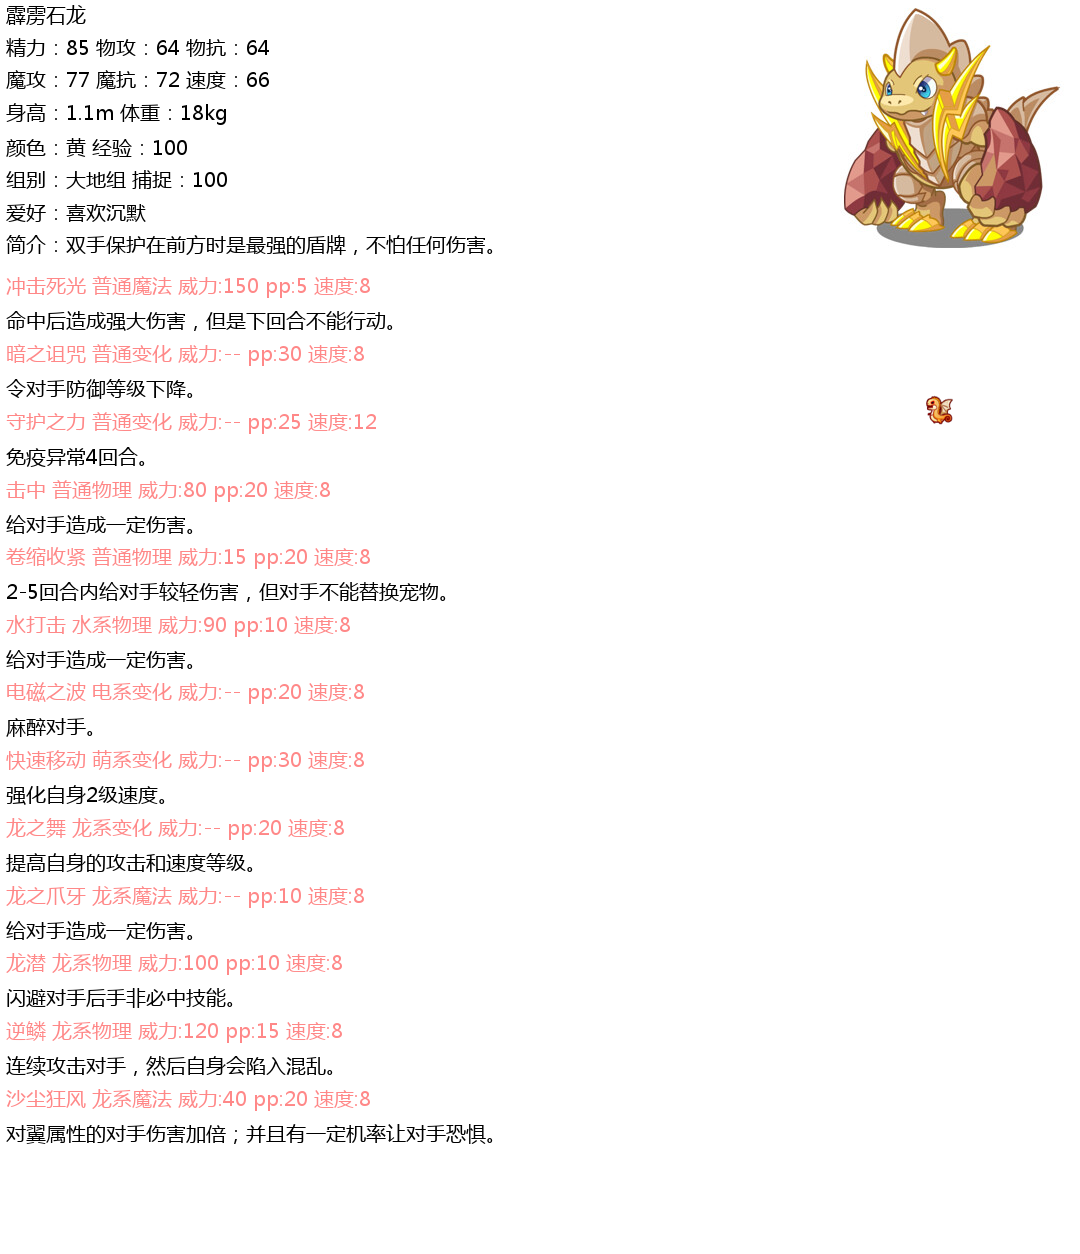 霹雳石龙
精力：85 物攻：64 物抗：64
魔攻：77 魔抗：72 速度：66
身高：1.1m 体重：18kg
颜色：黄 经验：100
组别：大地组 捕捉：100
爱好：喜欢沉默
简介：双手保护在前方时是最强的盾牌，不怕任何伤害。
冲击死光 普通魔法 威力:150 pp:5 速度:8
命中后造成强大伤害，但是下回合不能行动。
暗之诅咒 普通变化 威力:-- pp:30 速度:8
令对手防御等级下降。
守护之力 普通变化 威力:-- pp:25 速度:12
免疫异常4回合。
击中 普通物理 威力:80 pp:20 速度:8
给对手造成一定伤害。
卷缩收紧 普通物理 威力:15 pp:20 速度:8
2-5回合内给对手较轻伤害，但对手不能替换宠物。
水打击 水系物理 威力:90 pp:10 速度:8
给对手造成一定伤害。
电磁之波 电系变化 威力:-- pp:20 速度:8
麻醉对手。
快速移动 萌系变化 威力:-- pp:30 速度:8
强化自身2级速度。
龙之舞 龙系变化 威力:-- pp:20 速度:8
提高自身的攻击和速度等级。
龙之爪牙 龙系魔法 威力:-- pp:10 速度:8
给对手造成一定伤害。
龙潜 龙系物理 威力:100 pp:10 速度:8
闪避对手后手非必中技能。
逆鳞 龙系物理 威力:120 pp:15 速度:8
连续攻击对手，然后自身会陷入混乱。
沙尘狂风 龙系魔法 威力:40 pp:20 速度:8
对翼属性的对手伤害加倍；并且有一定机率让对手恐惧。